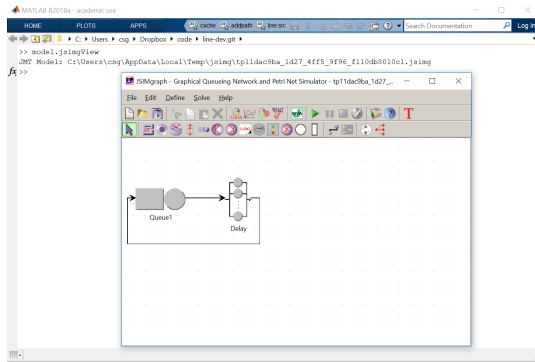 MATLAB R2018a - academic use
HOME PLOTS APPS cache addpath line src Search Documentation Log In
C: Users csg Dropbox code line-dev.git
>> model.jsimgView
JMT Model: C:\Users\csg\AppData\Local\Temp\jsimg\tp11dac9ba_1d27_4ff5_9f96_f110db8010c1.jsimg
fx >>
JSIMgraph - Graphical Queueing Network and Petri Net Simulator - tp11dac9ba_1d27_...
File Edit Define Solve Help
Queue1
Delay